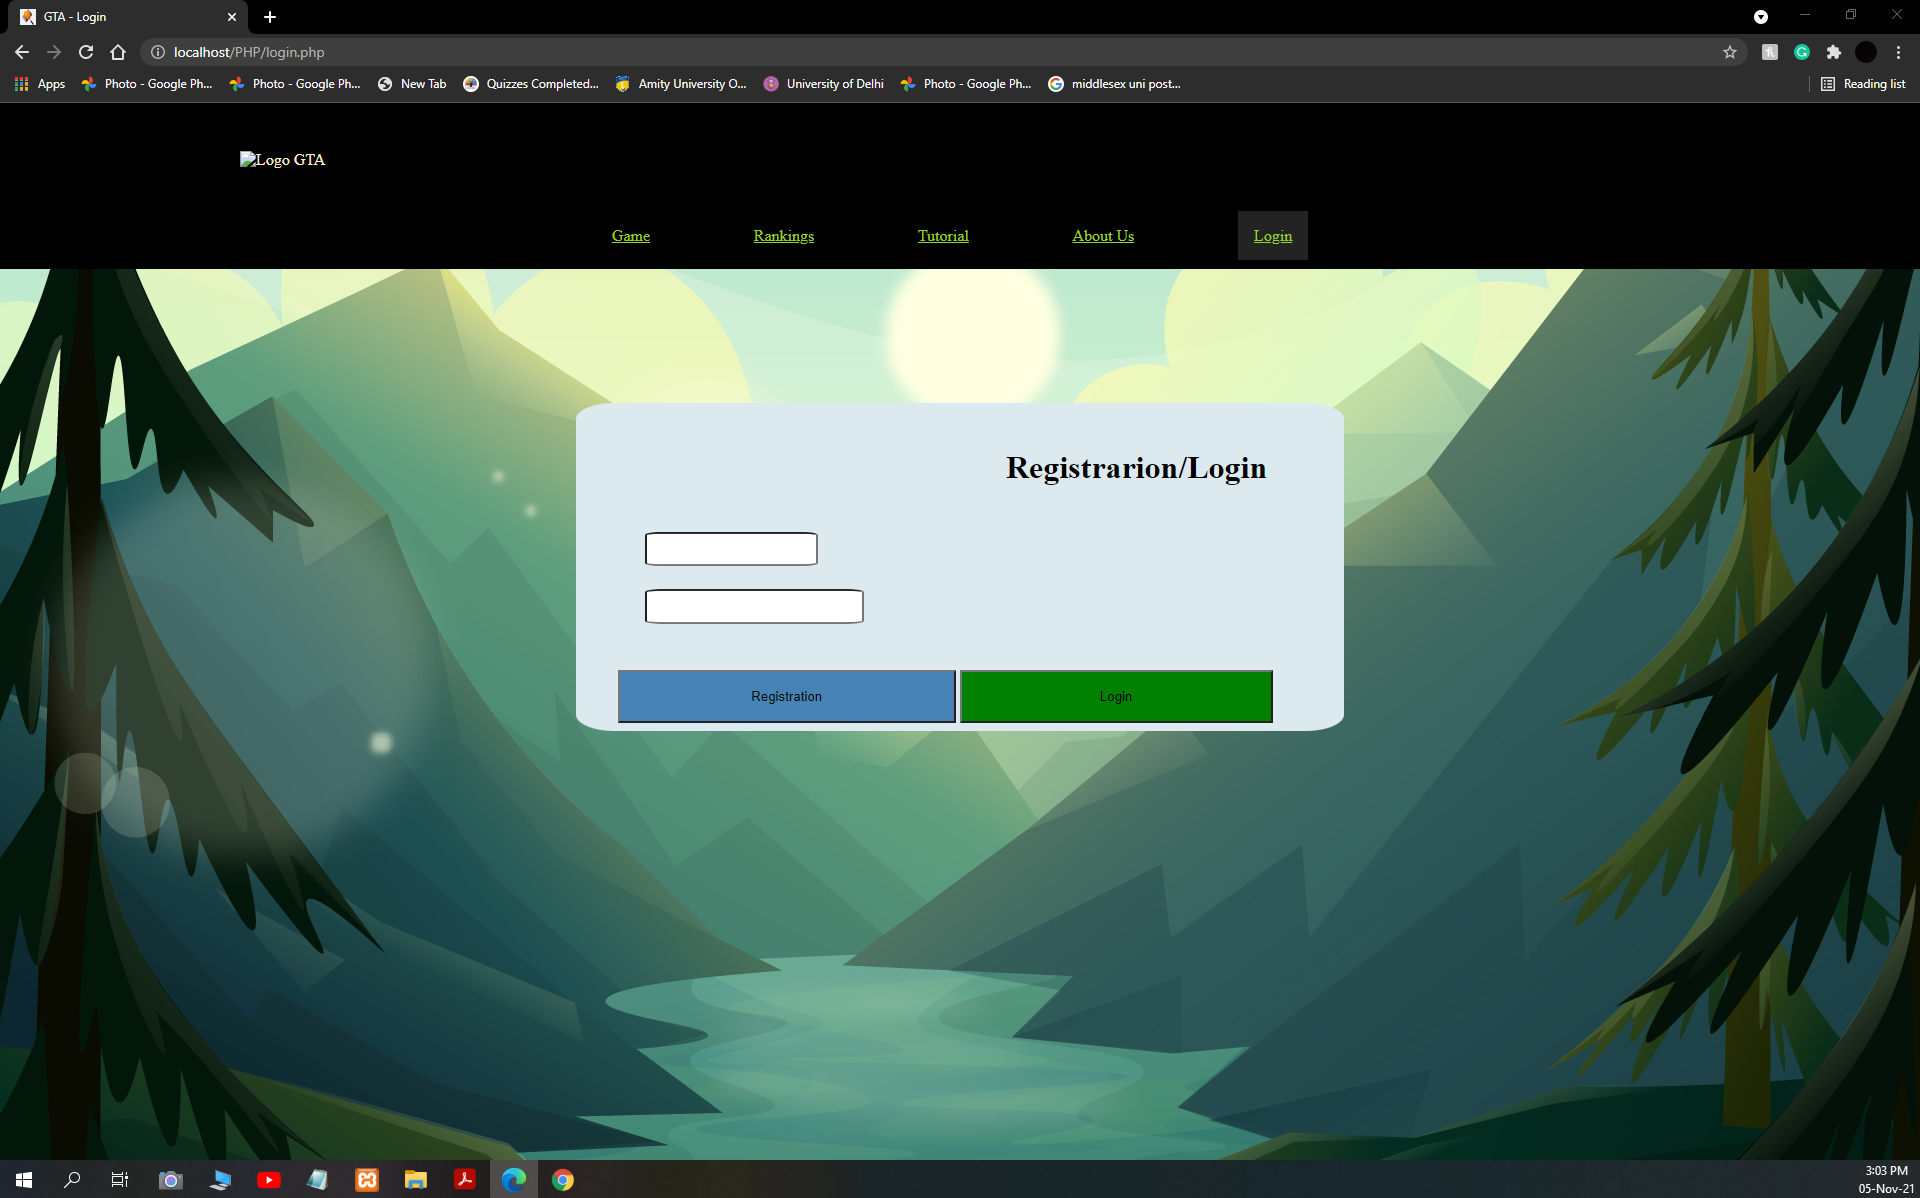 GTA - Login
localhost/PHP/login.php
Apps Photo - Google Ph... Photo - Google Ph... New Tab Quizzes Completed... Amity University O... University of Delhi Photo - Google Ph... middlesex uni post... Reading list
Logo GTA
Game Rankings Tutorial About Us Login
Registrarion/Login
Registration Login
3:03 PM
05-Nov-21